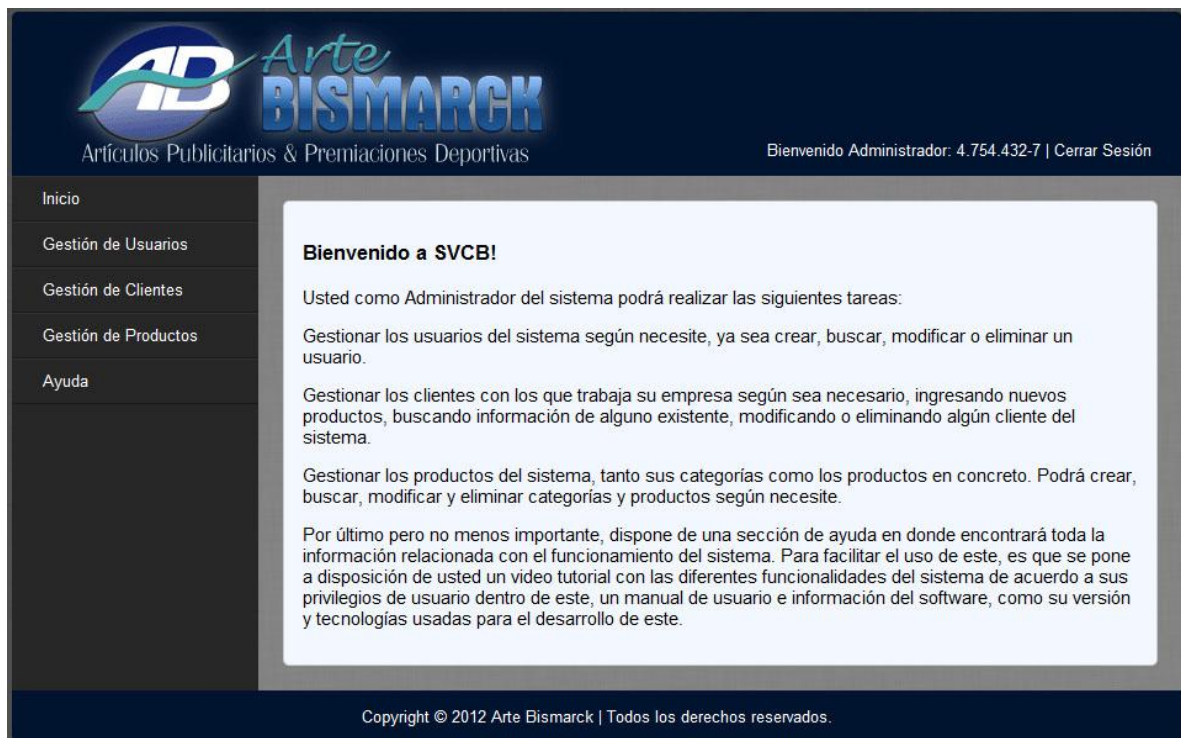 AB Arte
BISMARCK
Artículos Publicitarios & Premiaciones Deportivas
Bienvenido Administrador: 4.754.432-7 | Cerrar Sesión
Inicio
Gestión de Usuarios
Gestión de Clientes
Gestión de Productos
Ayuda
Bienvenido a SVCB!
Usted como Administrador del sistema podrá realizar las siguientes tareas:
Gestionar los usuarios del sistema según necesite, ya sea crear, buscar, modificar o eliminar un
usuario.
Gestionar los clientes con los que trabaja su empresa según sea necesario, ingresando nuevos
productos, buscando información de alguno existente, modificando o eliminando algún cliente del
sistema.
Gestionar los productos del sistema, tanto sus categorías como los productos en concreto. Podrá crear,
buscar, modificar y eliminar categorías y productos según necesite.
Por último pero no menos importante, dispone de una sección de ayuda en donde encontrará toda la
información relacionada con el funcionamiento del sistema. Para facilitar el uso de este, es que se pone
a disposición de usted un video tutorial con las diferentes funcionalidades del sistema de acuerdo a sus
privilegios de usuario dentro de este, un manual de usuario e información del software, como su versión
y tecnologías usadas para el desarrollo de este.
Copyright © 2012 Arte Bismarck | Todos los derechos reservados.